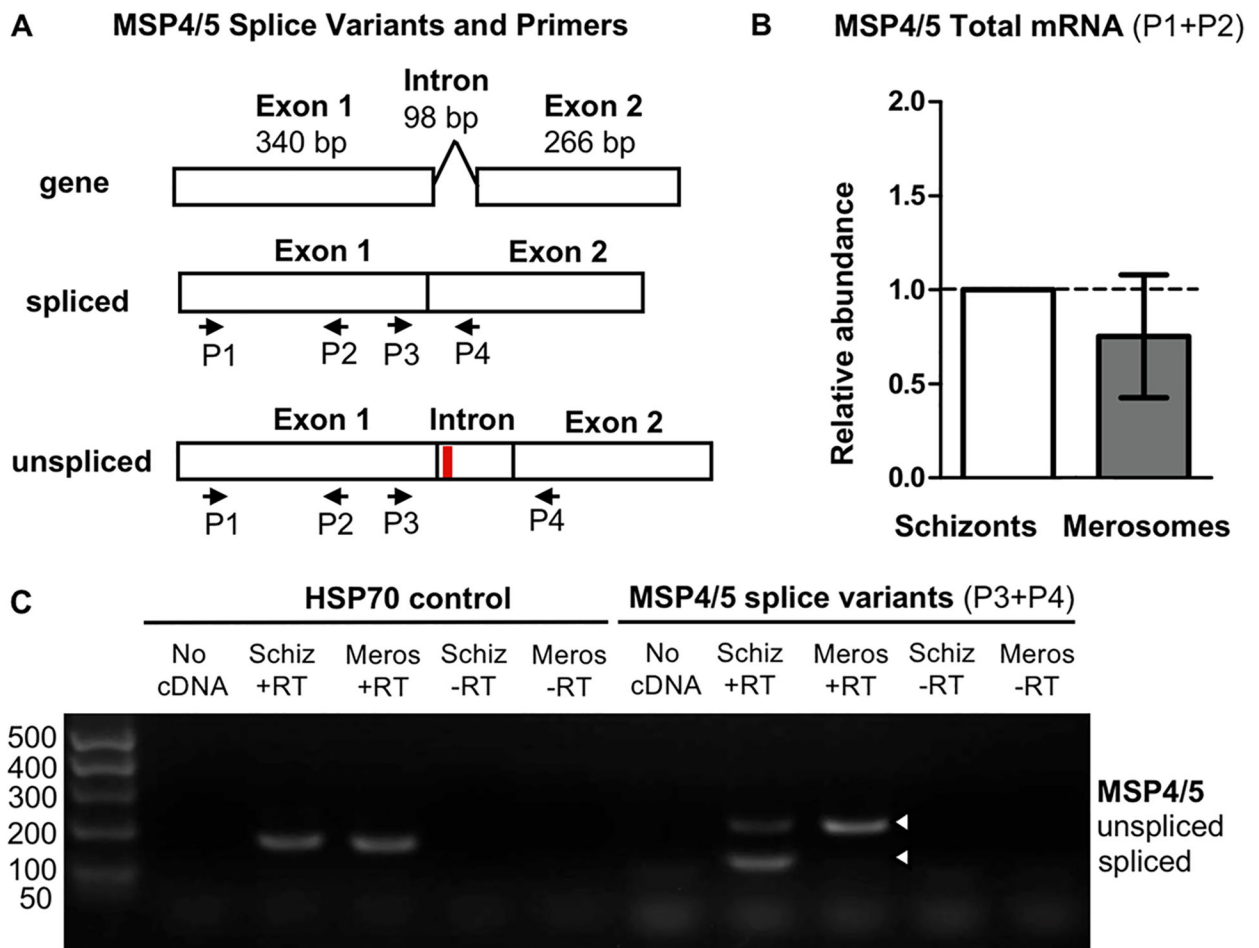 A
MSP4/5 Splice Variants and Primers
Intron
98 bp
Exon 1
340 bp
Exon 2
266 bp
gene
Exon 1
Exon 2
spliced
P1
P2
P3
P4
Exon 1
Intron
Exon 2
unspliced
P1
P2
P3
P4
B
MSP4/5 Total mRNA (P1+P2)
Relative abundance
2.0
1.5
1.0
0.5
0.0
Schizonts
Merosomes
C
HSP70 control
MSP4/5 splice variants (P3+P4)
No cDNA
Schiz +RT
Meros +RT
Schiz -RT
Meros -RT
No cDNA
Schiz +RT
Meros +RT
Schiz -RT
Meros -RT
500
400
300
200
100
50
MSP4/5
unspliced
spliced